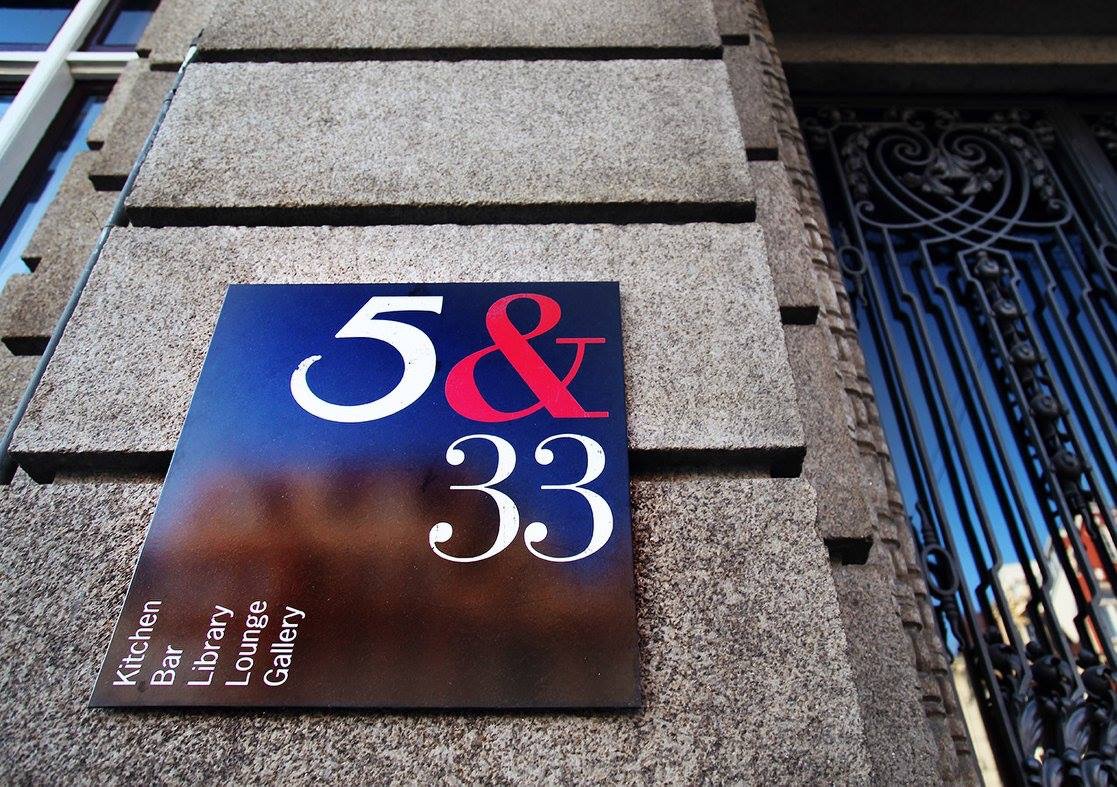 5&
33
Kitchen
Bar
Library
Lounge
Gallery